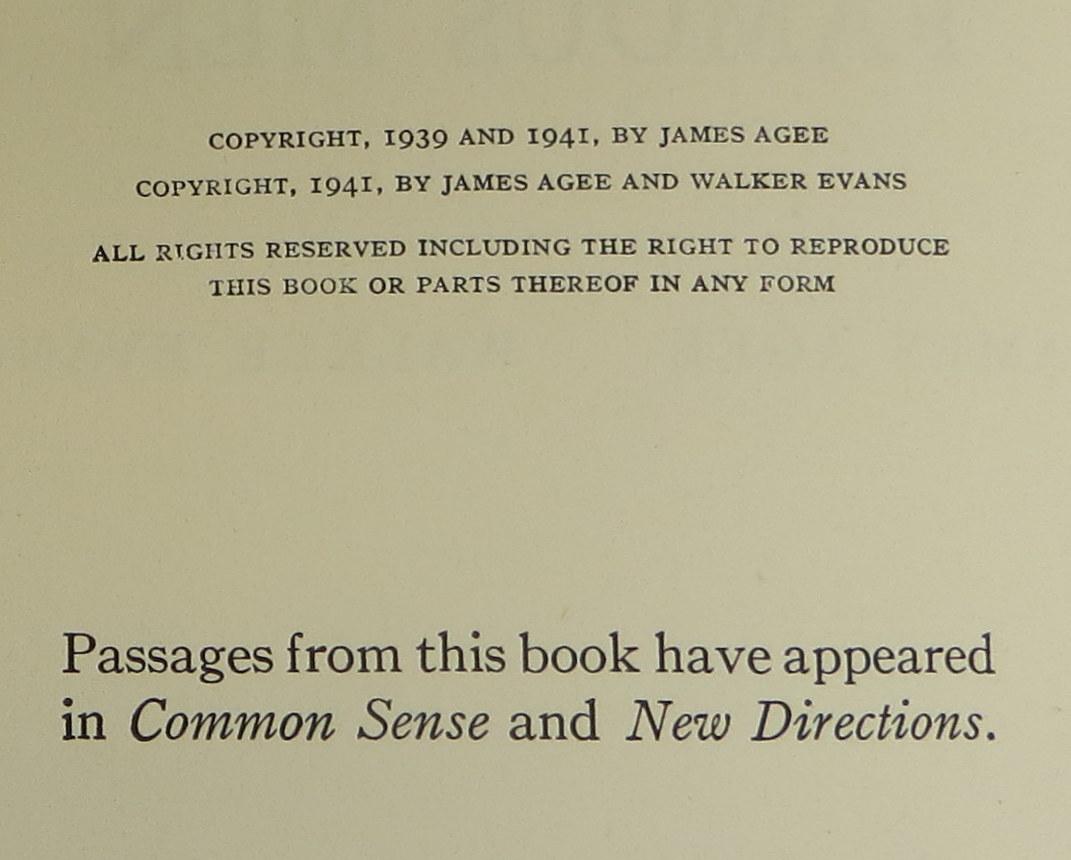 COPYRIGHT, 1939 AND 1941, BY JAMES AGEE
COPYRIGHT, 1941, BY JAMES AGEE AND WALKER EVANS
ALL RIGHTS RESERVED INCLUDING THE RIGHT TO REPRODUCE
THIS BOOK OR PARTS THEREOF IN ANY FORM
Passages from this book have appeared
in Common Sense and New Directions.